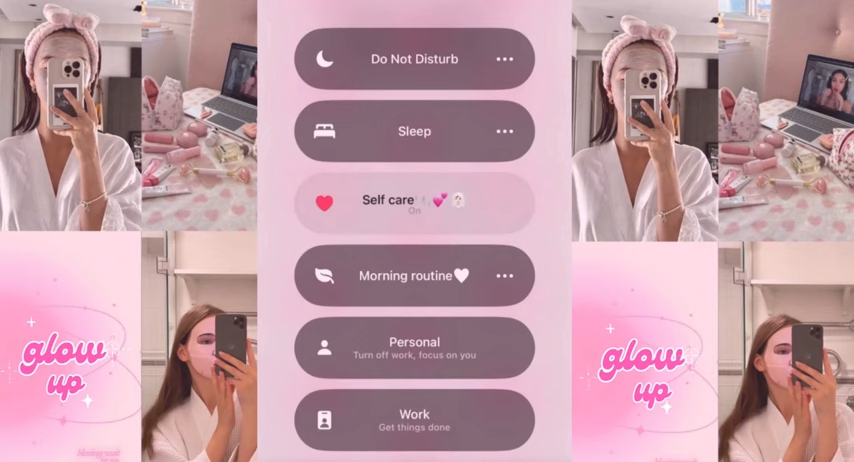 Do Not Disturb
Sleep
Self care
On
Morning routine
Personal
Turn off work, focus on you
Work
Get things done
glow
up
glow
up